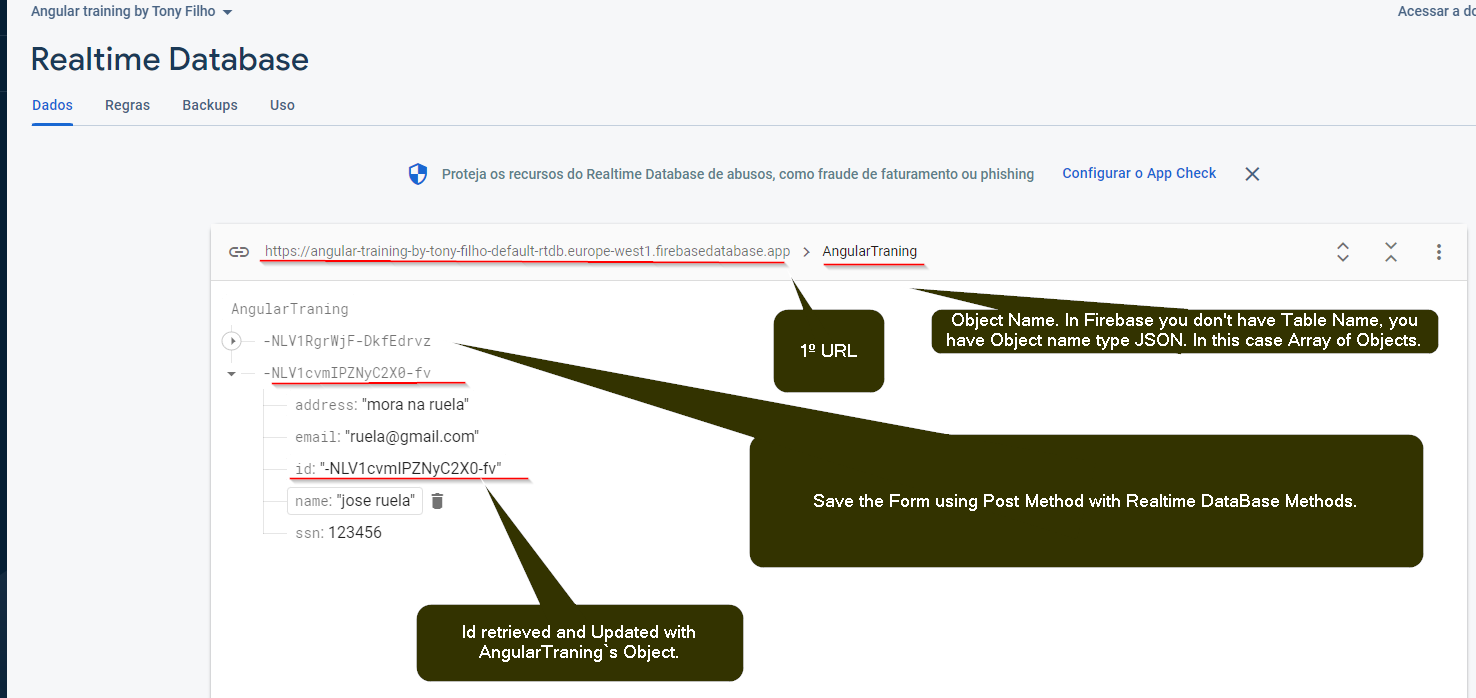 Angular training by Tony Filho
Acessar a do
Realtime Database
Dados Regras Backups Uso
Proteja os recursos do Realtime Database de abusos, como fraude de faturamento ou phishing Configurar o App Check
https://angular-training-by-tony-filho-default-rtdb.europe-west1.firebasedatabase.app > AngularTraning
AngularTraning
-NLV1RgrWjF-DkfEdrvz
-NLV1cvmIPZNyC2X0-fv
address: "mora na ruela"
email: "ruela@gmail.com"
id: "-NLV1cvmIPZNyC2X0-fv"
name: "jose ruela"
ssn: 123456
1º URL
Object Name. In Firebase you don't have Table Name, you
have Object name type JSON. In this case Array of Objects.
Save the Form using Post Method with Realtime DataBase Methods.
Id retrieved and Updated with
AngularTraning`s Object.